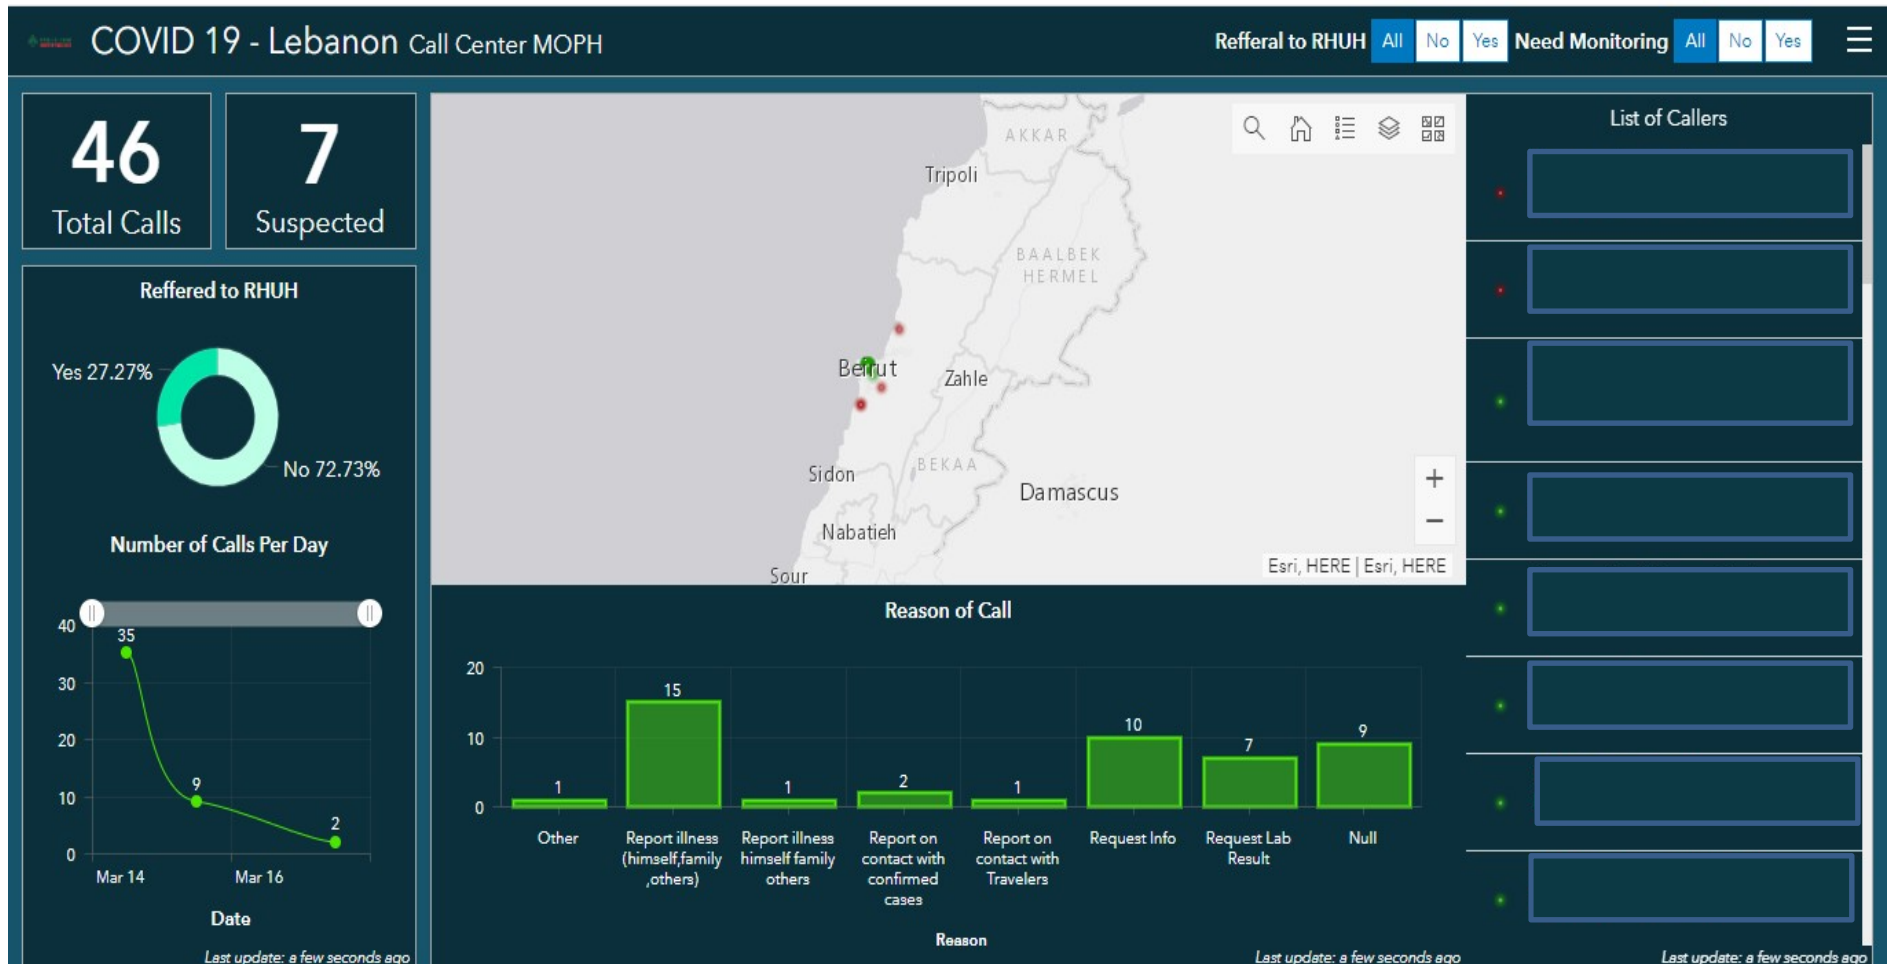 COVID 19 - Lebanon Call Center MOPH
Refferal to RHUH All No Yes Need Monitoring All No Yes
46
Total Calls
7
Suspected
Reffered to RHUH
Yes 27.27%
No 72.73%
Number of Calls Per Day
40
30
20
10
0
35
9
2
Mar 14 Mar 16
Date
Last update: a few seconds ago
AKKAR
Tripoli
BAALBEK
HERMEL
Beirut
Zahle
Sidon
BEKAA
Damascus
Nabatieh
Sour
+
−
Esri, HERE | Esri, HERE
Reason of Call
20
10
0
1
15
1
2
1
10
7
9
Other
Report illness
(himself,family
,others)
Report illness
himself family
others
Report on
contact with
confirmed
cases
Report on
contact with
Travelers
Request Info
Request Lab
Result
Null
Reason
Last update: a few seconds ago
List of Callers
Last update: a few seconds ago